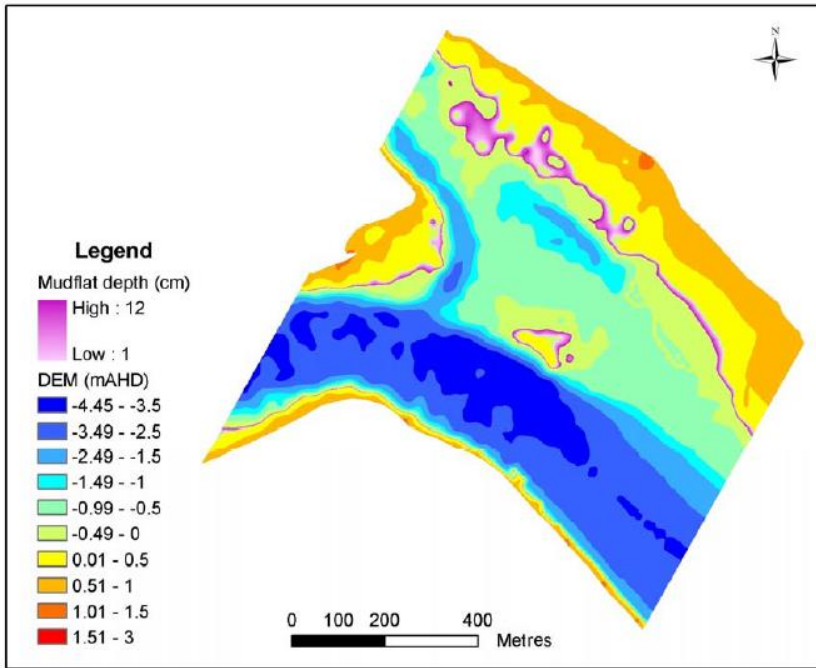 N
Legend
Mudflat depth (cm)
High : 12
Low : 1
DEM (mAHD)
-4.45 - -3.5
-3.49 - -2.5
-2.49 - -1.5
-1.49 - -1
-0.99 - -0.5
-0.49 - 0
0.01 - 0.5
0.51 - 1
1.01 - 1.5
1.51 - 3
0 100 200 400
Metres